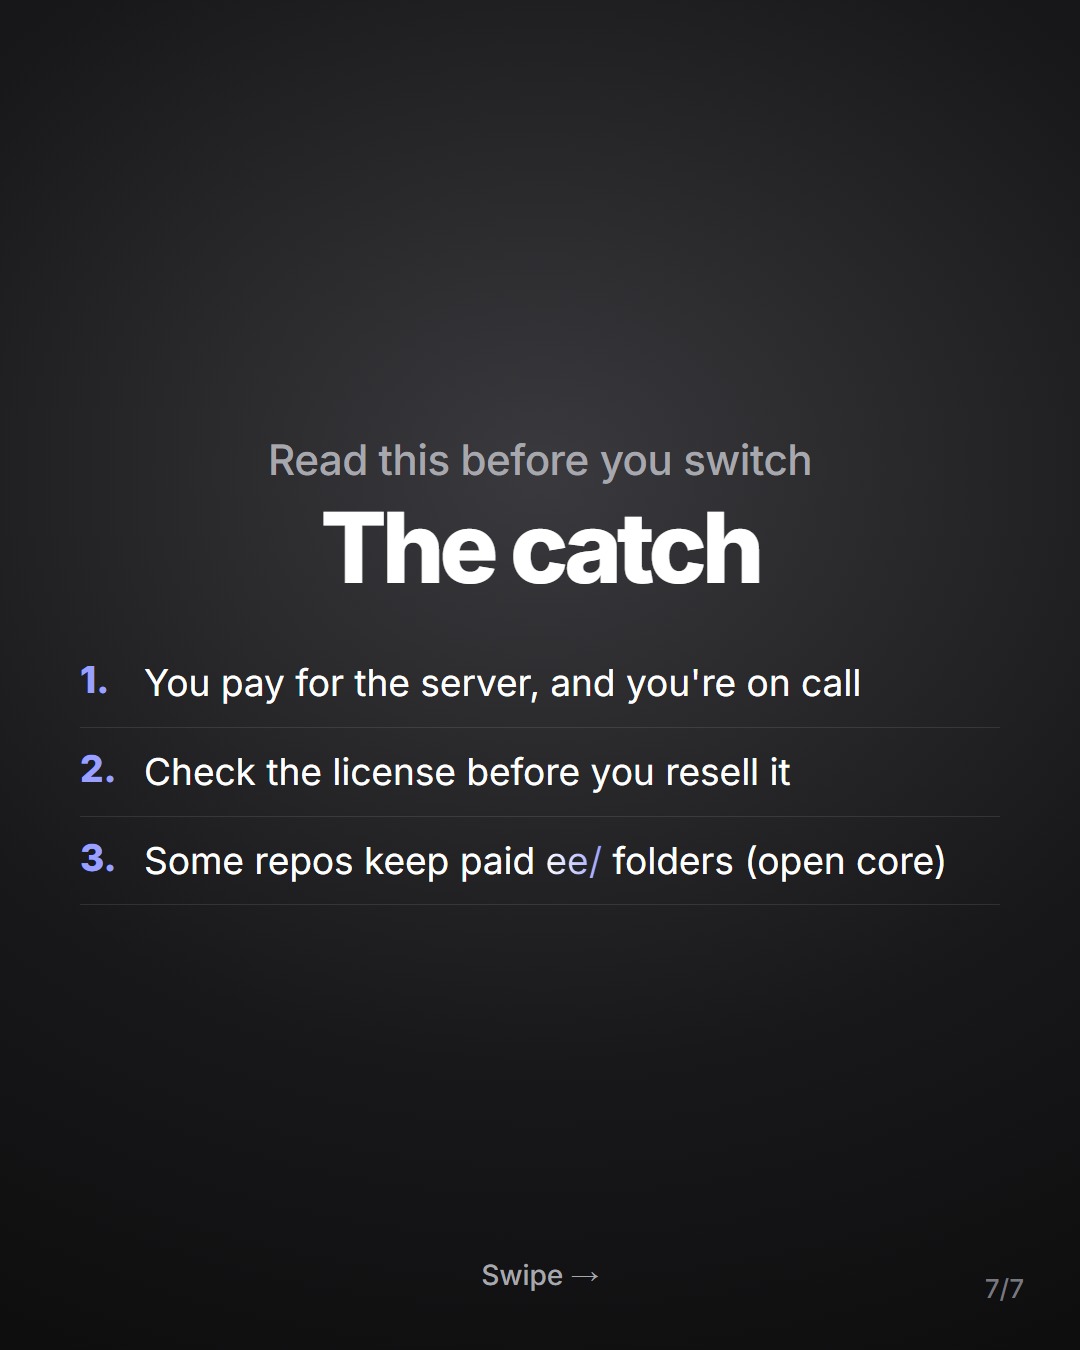 Read this before you switch
The catch
1. You pay for the server, and you're on call
2. Check the license before you resell it
3. Some repos keep paid ee/ folders (open core)
Swipe →
7/7